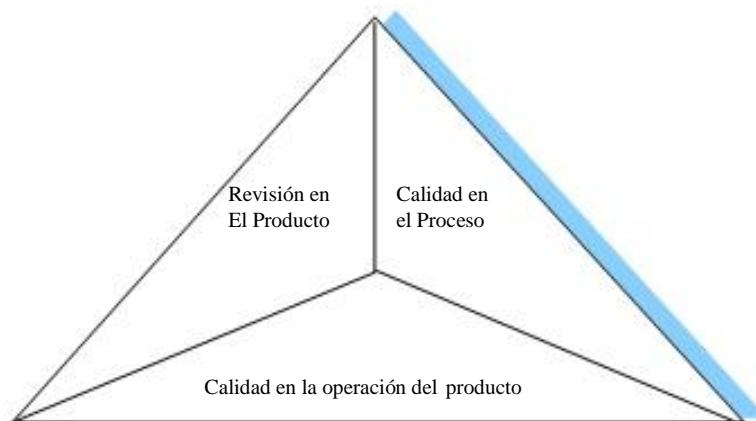 Revisión en
El Producto
Calidad en
el Proceso
Calidad en la operación del producto